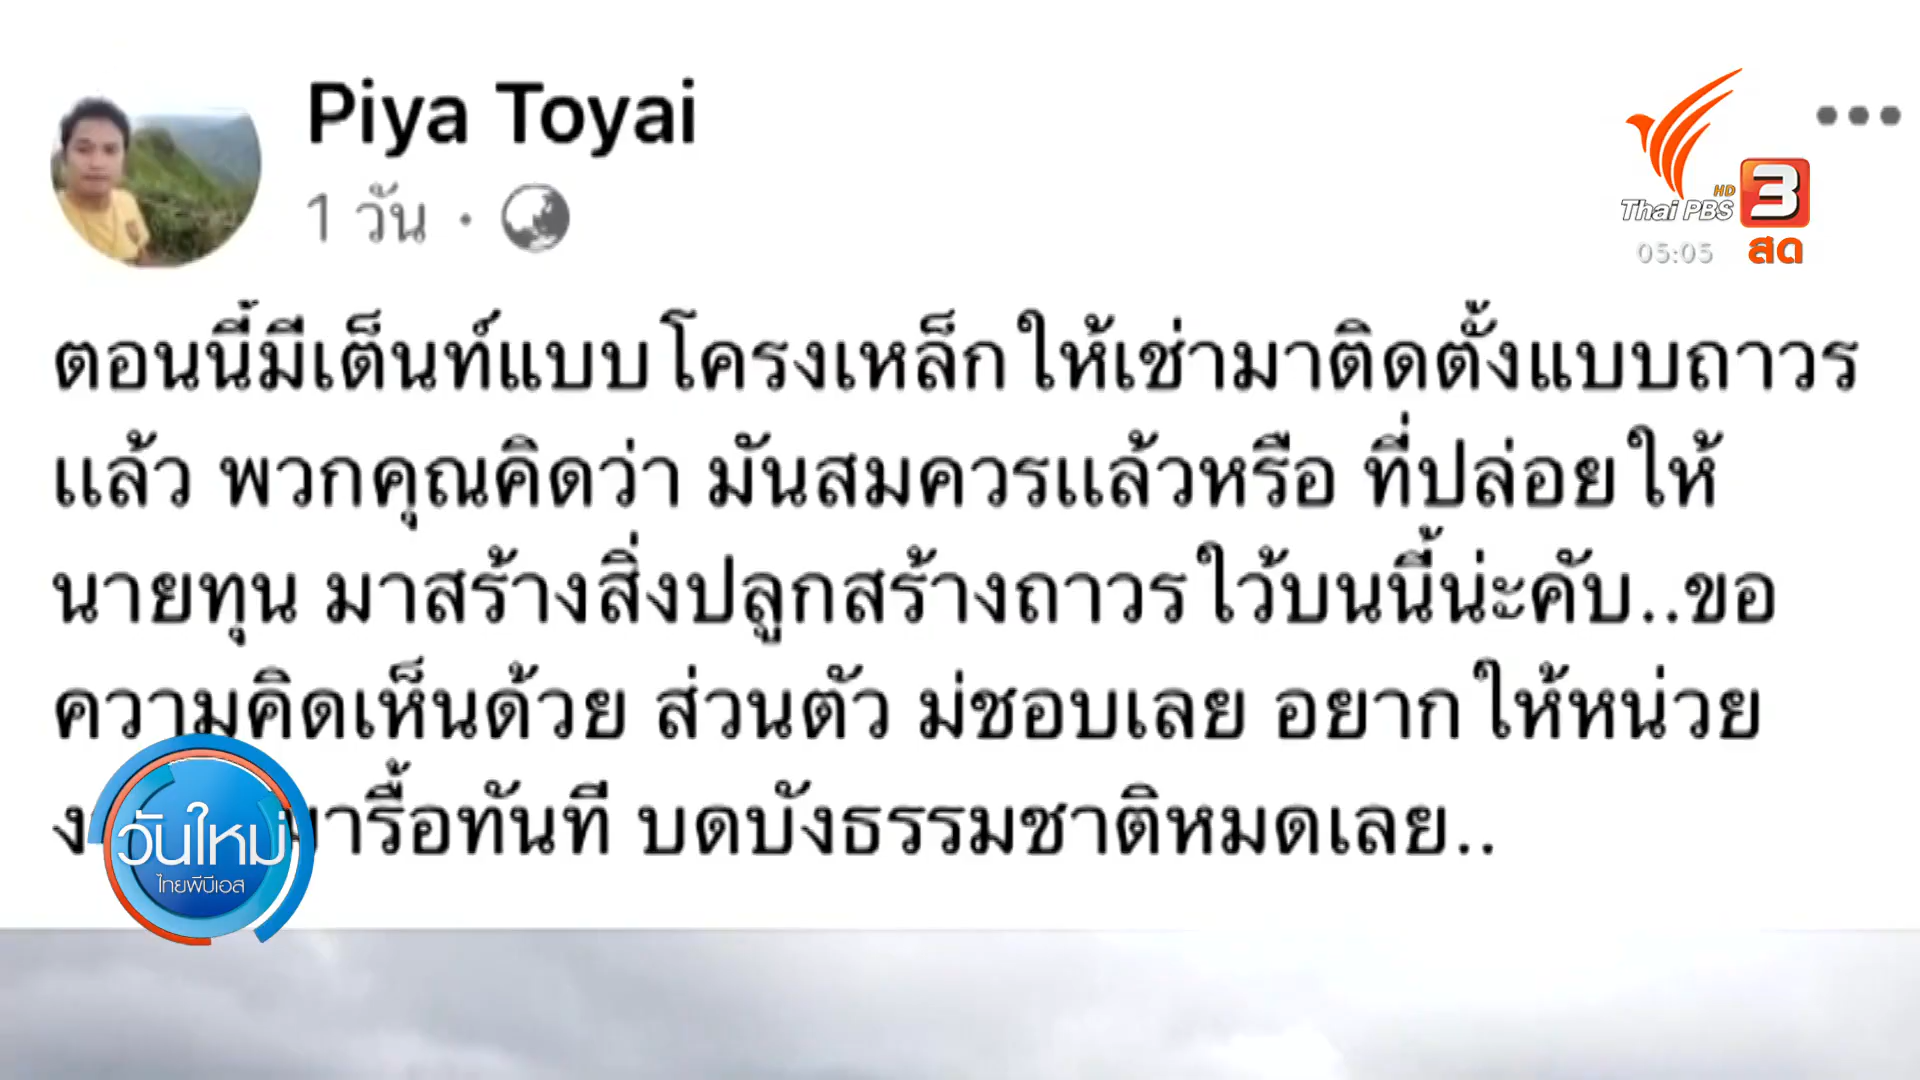 Piya Toyai
1 วัน
HD
Thai PBS
3
05:05
สด
ตอนนี้มีเต็นท์แบบโครงเหล็กให้เช่ามาติดตั้งแบบถาวร
แล้ว พวกคุณคิดว่า มันสมควรแล้วหรือ ที่ปล่อยให้
นายทุน มาสร้างสิ่งปลูกสร้างถาวรใว้บนนี้น่ะคับ..ขอ
ความคิดเห็นด้วย ส่วนตัว ม่ชอบเลย อยากให้หน่วย
มารื้อทันที บดบังธรรมชาติหมดเลย..
วันใหม่
ไทยพีบีเอส